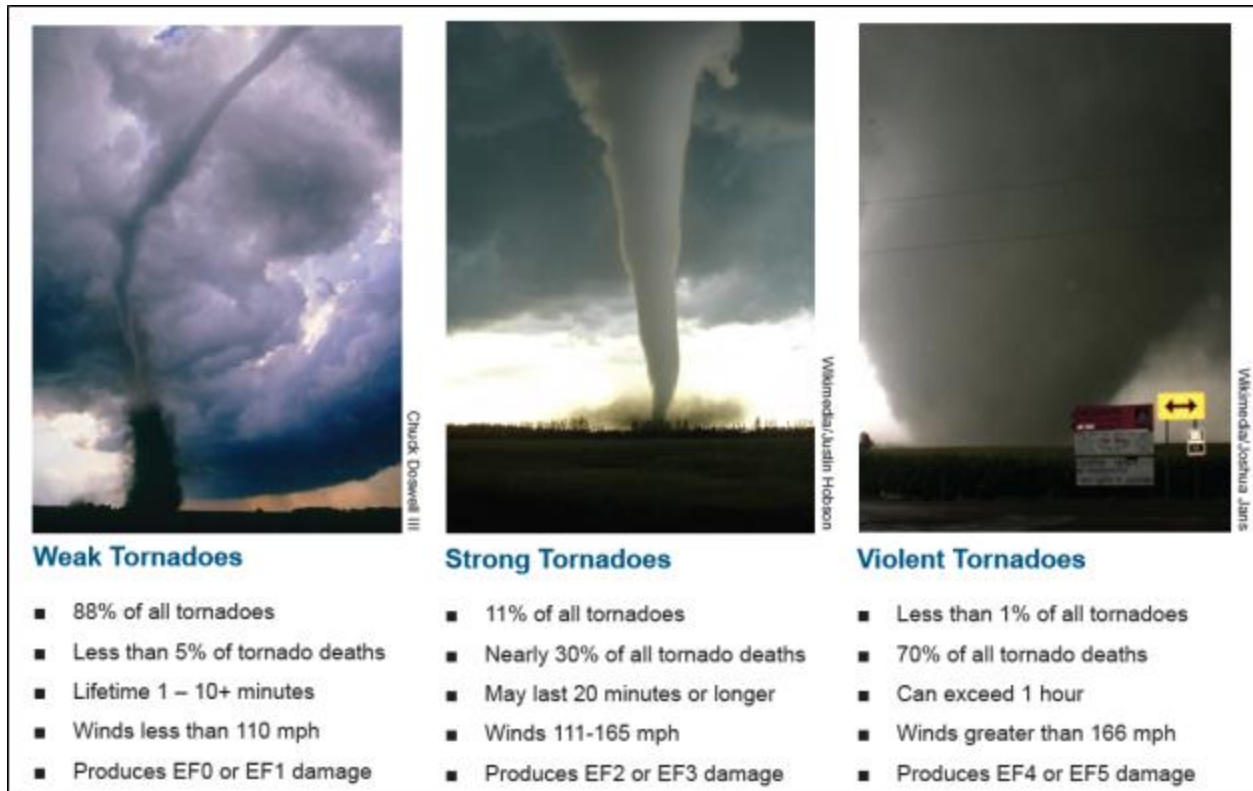 Chuck Doswell III
Wikimedia/Justin Hobson
Wikimedia/Joshua Jans
Weak Tornadoes
■ 88% of all tornadoes
■ Less than 5% of tornado deaths
■ Lifetime 1 – 10+ minutes
■ Winds less than 110 mph
■ Produces EF0 or EF1 damage
Strong Tornadoes
■ 11% of all tornadoes
■ Nearly 30% of all tornado deaths
■ May last 20 minutes or longer
■ Winds 111-165 mph
■ Produces EF2 or EF3 damage
Violent Tornadoes
■ Less than 1% of all tornadoes
■ 70% of all tornado deaths
■ Can exceed 1 hour
■ Winds greater than 166 mph
■ Produces EF4 or EF5 damage